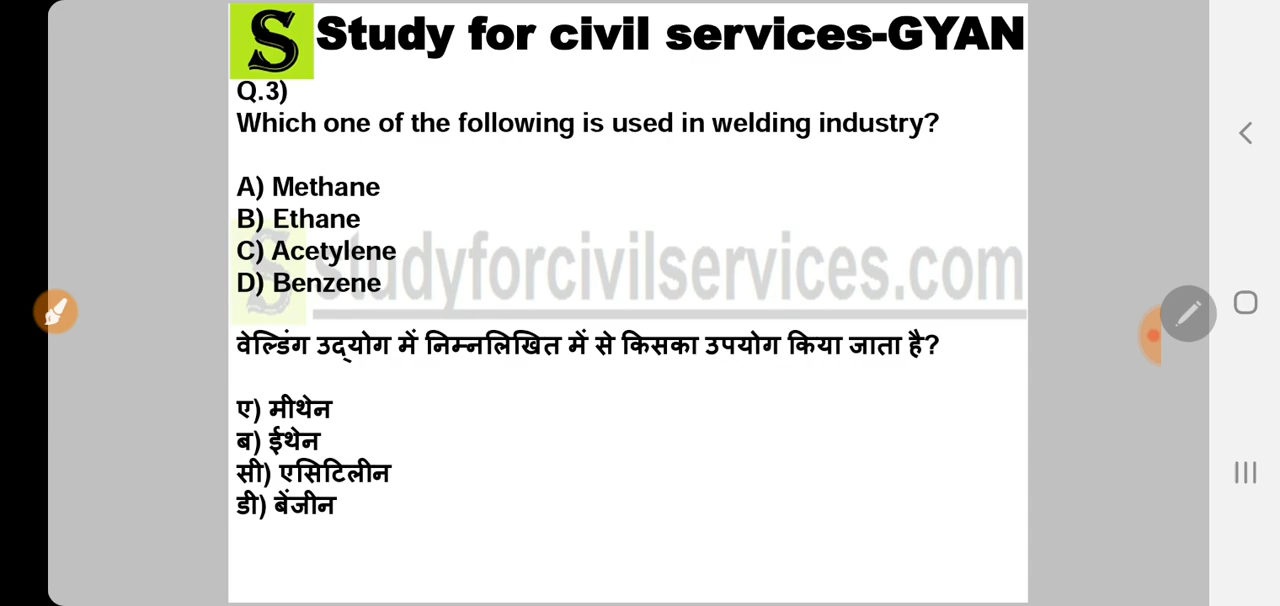 S Study for civil services-GYAN
Q.3)
Which one of the following is used in welding industry?
A) Methane
B) Ethane
C) Acetylene
D) Benzene
studyforcivilservices.com
वेल्डिंग उद्‌योग में निम्नलिखित में से किसका उपयोग किया जाता है?
ए) मीथेन
ब) ईथेन
सी) एसिटिलीन
डी) बेंजीन